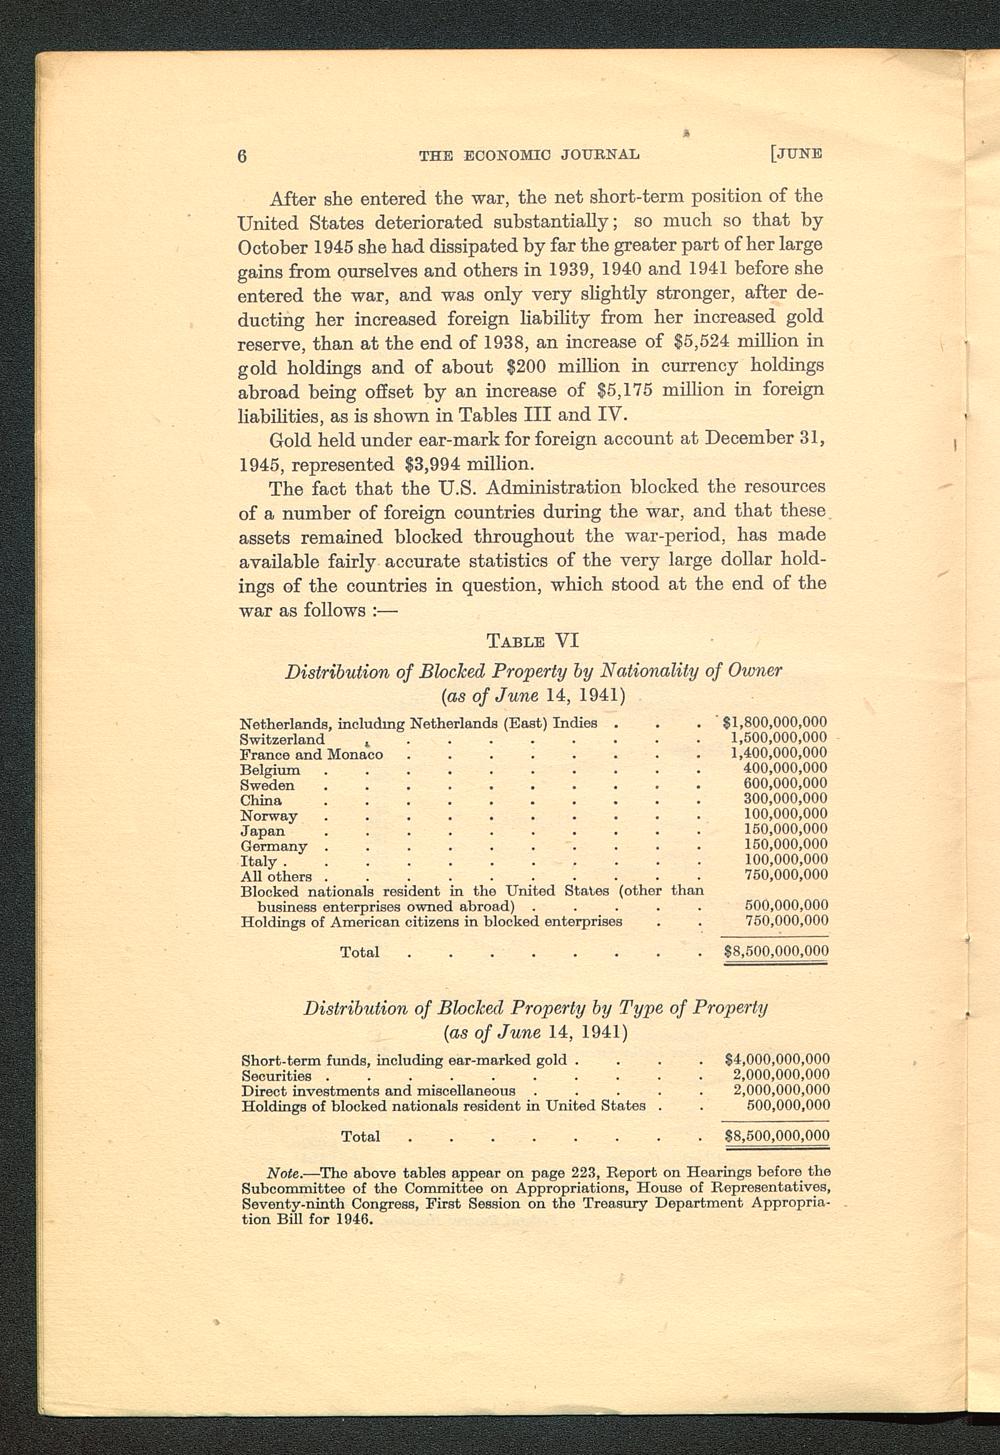 6 THE ECONOMIC JOURNAL [JUNE
After she entered the war, the net short-term position of the
United States deteriorated substantially; so much so that by
October 1945 she had dissipated by far the greater part of her large
gains from ourselves and others in 1939, 1940 and 1941 before she
entered the war, and was only very slightly stronger, after de-
ducting her increased foreign liability from her increased gold
reserve, than at the end of 1938, an increase of $5,524 million in
gold holdings and of about $200 million in currency holdings
abroad being offset by an increase of $5,175 million in foreign
liabilities, as is shown in Tables III and IV.
Gold held under ear-mark for foreign account at December 31,
1945, represented $3,994 million.
The fact that the U.S. Administration blocked the resources
of a number of foreign countries during the war, and that these
assets remained blocked throughout the war-period, has made
available fairly accurate statistics of the very large dollar hold-
ings of the countries in question, which stood at the end of the
war as follows :—
TABLE VI
Distribution of Blocked Property by Nationality of Owner
(as of June 14, 1941)
Netherlands, including Netherlands (East) Indies . . . $1,800,000,000
Switzerland . . . . . . . . . 1,500,000,000
France and Monaco . . . . . . . . 1,400,000,000
Belgium . . . . . . . . . . 400,000,000
Sweden . . . . . . . . . . 600,000,000
China . . . . . . . . . . 300,000,000
Norway . . . . . . . . . . 100,000,000
Japan . . . . . . . . . . 150,000,000
Germany . . . . . . . . . . 150,000,000
Italy . . . . . . . . . . . 100,000,000
All others . . . . . . . . . . 750,000,000
Blocked nationals resident in the United States (other than
business enterprises owned abroad) . . . . . 500,000,000
Holdings of American citizens in blocked enterprises . . 750,000,000
Total . . . . . . . . $8,500,000,000
Distribution of Blocked Property by Type of Property
(as of June 14, 1941)
Short-term funds, including ear-marked gold . . . . $4,000,000,000
Securities . . . . . . . . . . 2,000,000,000
Direct investments and miscellaneous . . . . . 2,000,000,000
Holdings of blocked nationals resident in United States . . 500,000,000
Total . . . . . . . . $8,500,000,000
Note.—The above tables appear on page 223, Report on Hearings before the
Subcommittee of the Committee on Appropriations, House of Representatives,
Seventy-ninth Congress, First Session on the Treasury Department Appropria-
tion Bill for 1946.